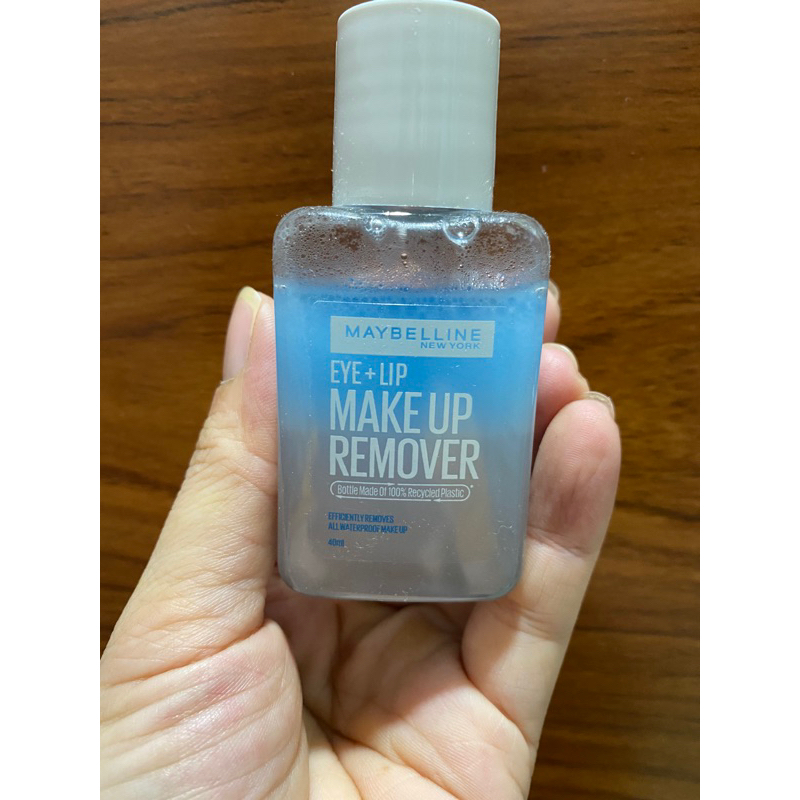 MAYBELLINE
NEW YORK
EYE + LIP
MAKE UP
REMOVER
Bottle Made Of 100% Recycled Plastic*
EFFICIENTLY REMOVES
ALL WATERPROOF MAKE UP
40ml